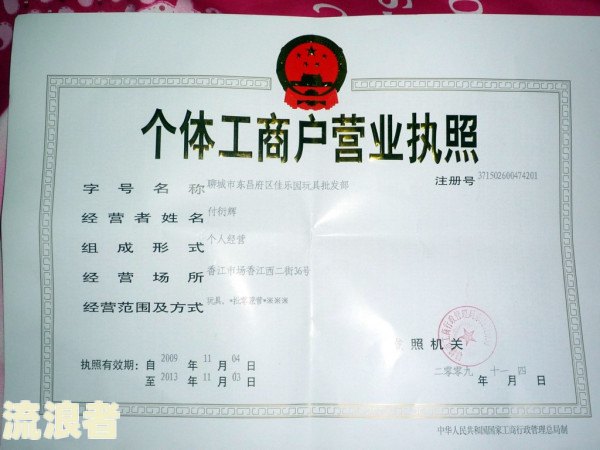 个体工商户营业执照
注册号 371502600474201
字号名称 聊城市东昌府区佳乐园玩具批发部
经营者姓名 付衍辉
组成形式 个人经营
经营场所 香江市场香江西二街36号
经营范围及方式 玩具。*批零兼营*※※※
发照机关
执照有效期：自 2009 年 11 月 04 日
至 2013 年 11 月 03 日
二零零九 年 十一 月 四 日
流浪者
中华人民共和国国家工商行政管理总局制